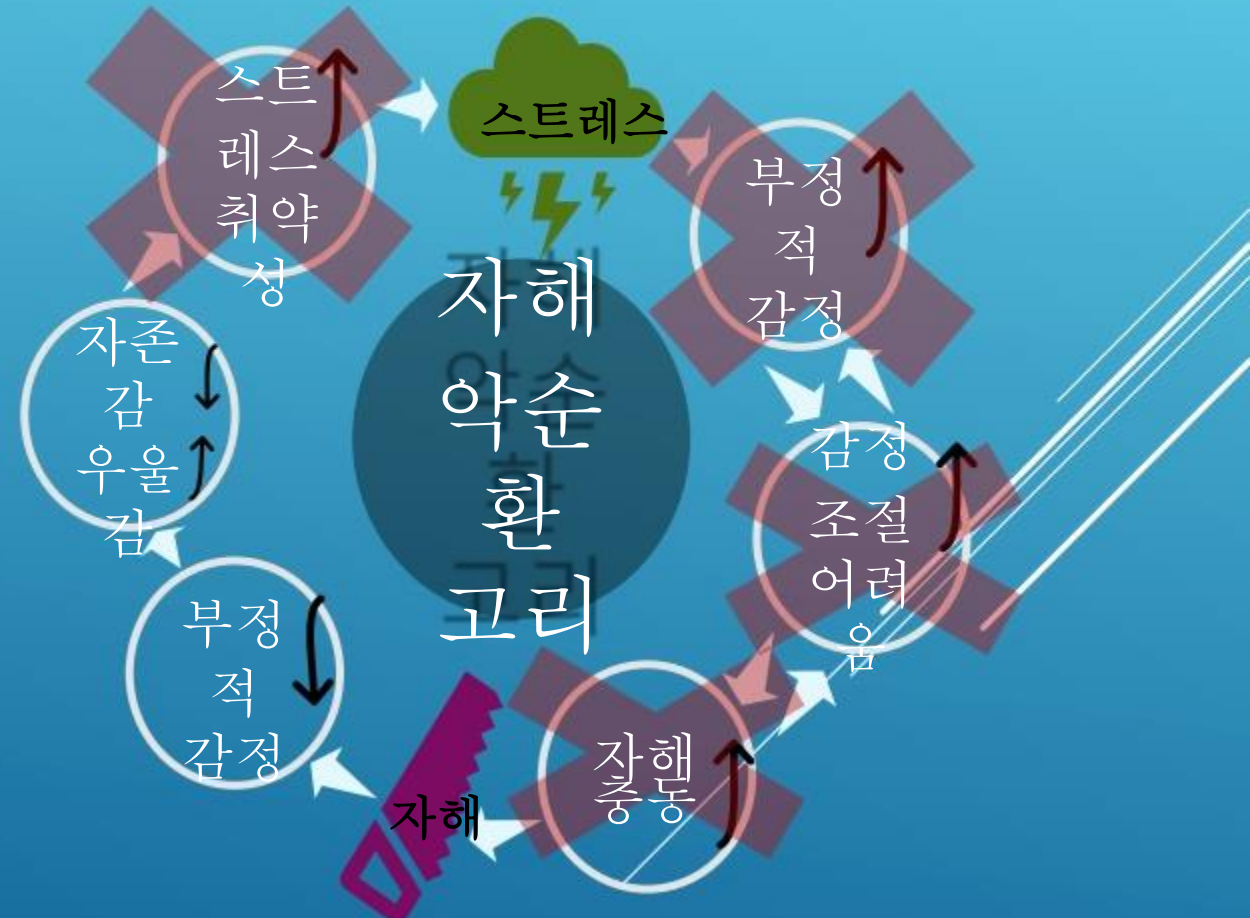 스트
레스
취약
성
스트레스
부정
적
감정
자해
악순
환
고리
자존
감
우울
감
감정
조절
어려
움
부정
적
감정
자해
충동
자해